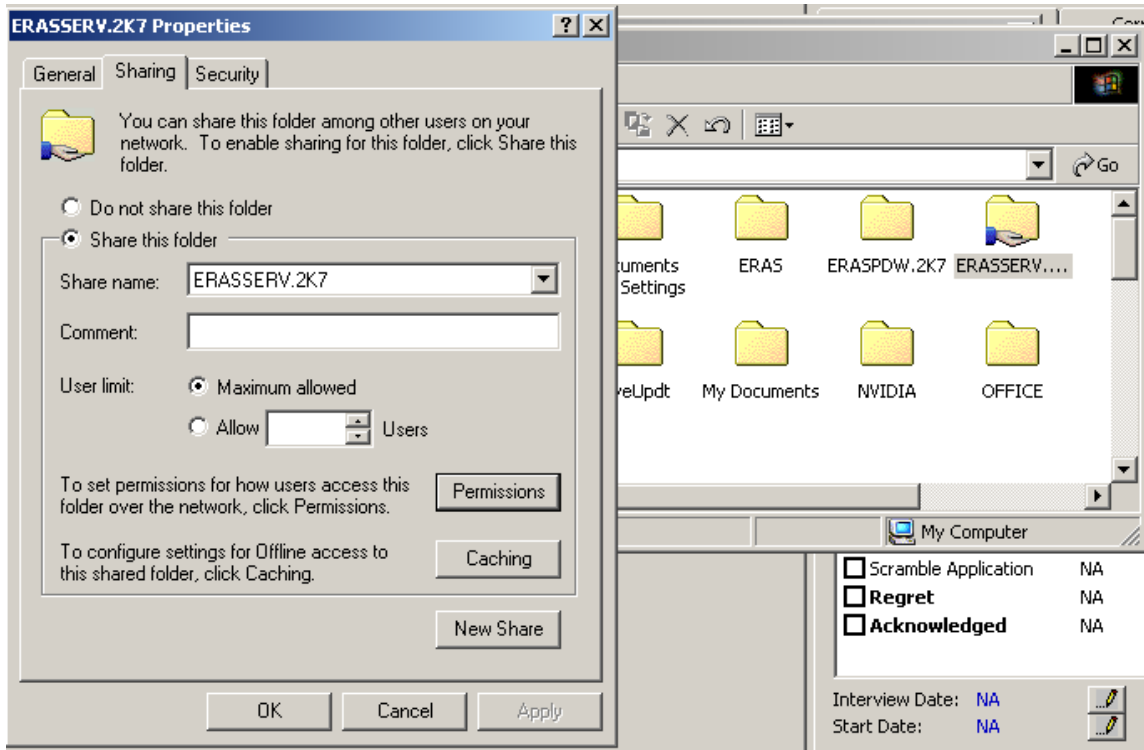 ERASSERV.2K7 Properties
General Sharing Security
You can share this folder among other users on your
network. To enable sharing for this folder, click Share this
folder.
Do not share this folder
Share this folder
Share name: ERASSERV.2K7
Comment:
User limit: Maximum allowed
Allow Users
To set permissions for how users access this
folder over the network, click Permissions.
Permissions
To configure settings for Offline access to
this shared folder, click Caching.
Caching
New Share
OK Cancel Apply
Go
uments
Settings
ERAS
ERASPDW.2K7
ERASSERV....
veUpdt
My Documents
NVIDIA
OFFICE
My Computer
Scramble Application NA
Regret NA
Acknowledged NA
Interview Date: NA
Start Date: NA